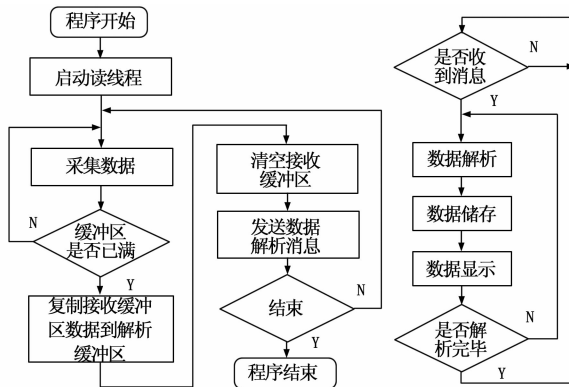 程序开始
启动读线程
采集数据
N
缓冲区
是否已满
Y
复制接收缓冲
区数据到解析
缓冲区
清空接收
缓冲区
发送数据
解析消息
结束
N
Y
程序结束
是否收
到消息
N
Y
数据解析
数据储存
数据显示
是否解
析完毕
N
Y